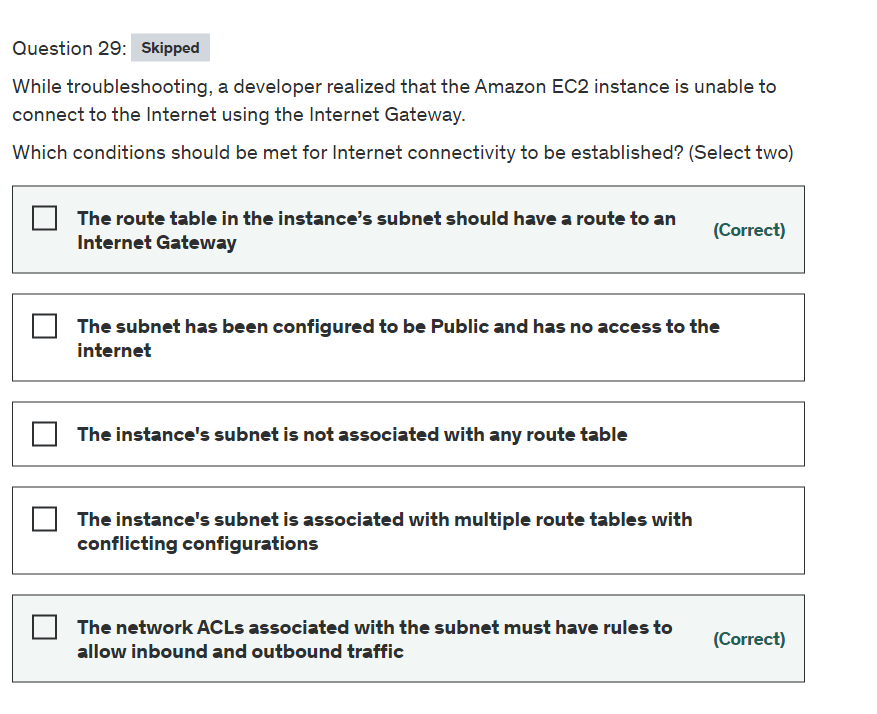 Question 29: Skipped
While troubleshooting, a developer realized that the Amazon EC2 instance is unable to
connect to the Internet using the Internet Gateway.
Which conditions should be met for Internet connectivity to be established? (Select two)
The route table in the instance’s subnet should have a route to an
Internet Gateway
(Correct)
The subnet has been configured to be Public and has no access to the
internet
The instance's subnet is not associated with any route table
The instance's subnet is associated with multiple route tables with
conflicting configurations
The network ACLs associated with the subnet must have rules to
allow inbound and outbound traffic
(Correct)